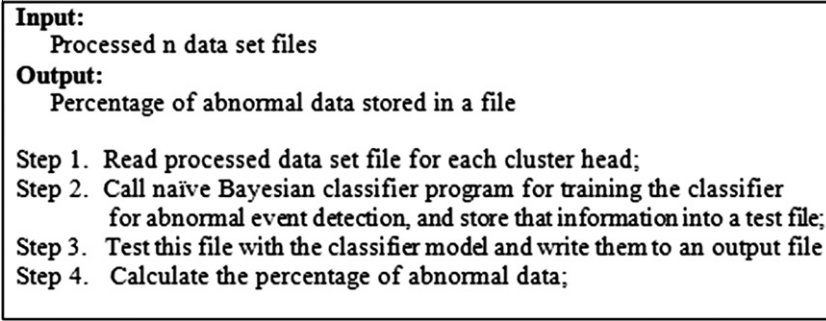 Input:
Processed n data set files
Output:
Percentage of abnormal data stored in a file
Step 1. Read processed data set file for each cluster head;
Step 2. Call naïve Bayesian classifier program for training the classifier
for abnormal event detection, and store that information into a test file;
Step 3. Test this file with the classifier model and write them to an output file
Step 4. Calculate the percentage of abnormal data;